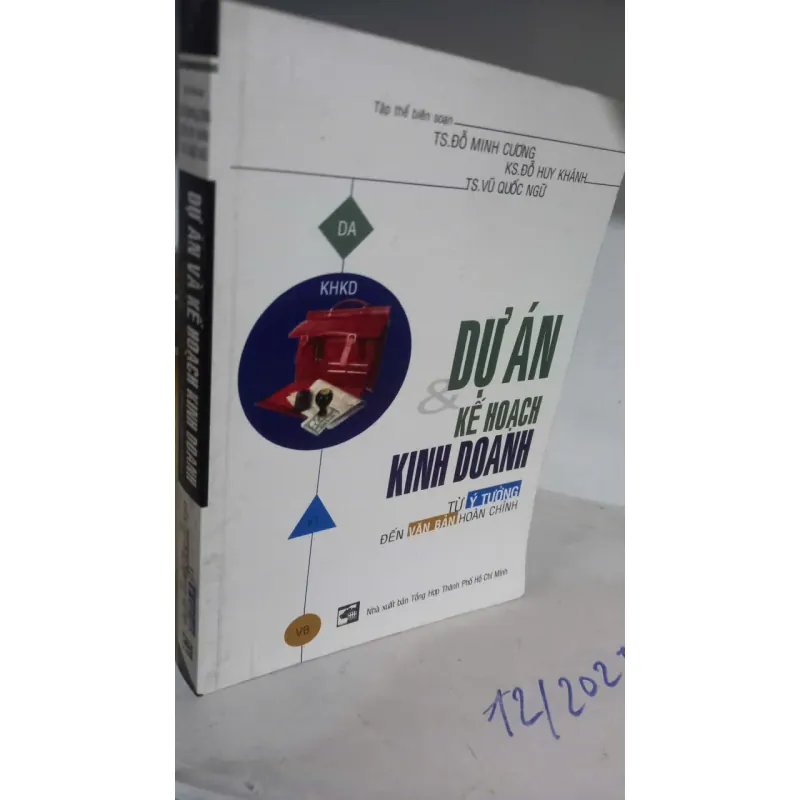 Tập thể biên soạn
TS.ĐỖ MINH CƯƠNG
KS.ĐỖ HUY KHÁNH
TS.VŨ QUỐC NGỮ
DA
KHKD
DỰ ÁN
&
KẾ HOẠCH
KINH DOANH
TỪ Ý TƯỞNG
ĐẾN VĂN BẢN HOÀN CHỈNH
VB
Nhà xuất bản Tổng Hợp Thành Phố Hồ Chí Minh
DỰ ÁN VÀ KẾ HOẠCH KINH DOANH
12/202